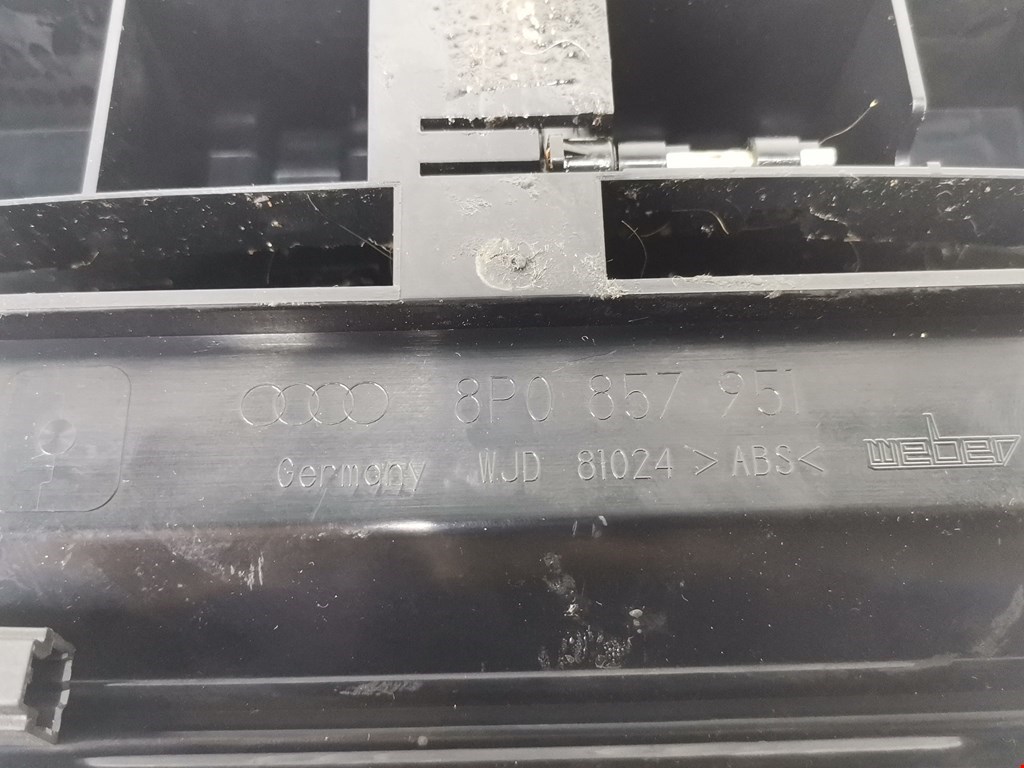 8P0 857 951
Germany WJD 81024 >ABS<
weber